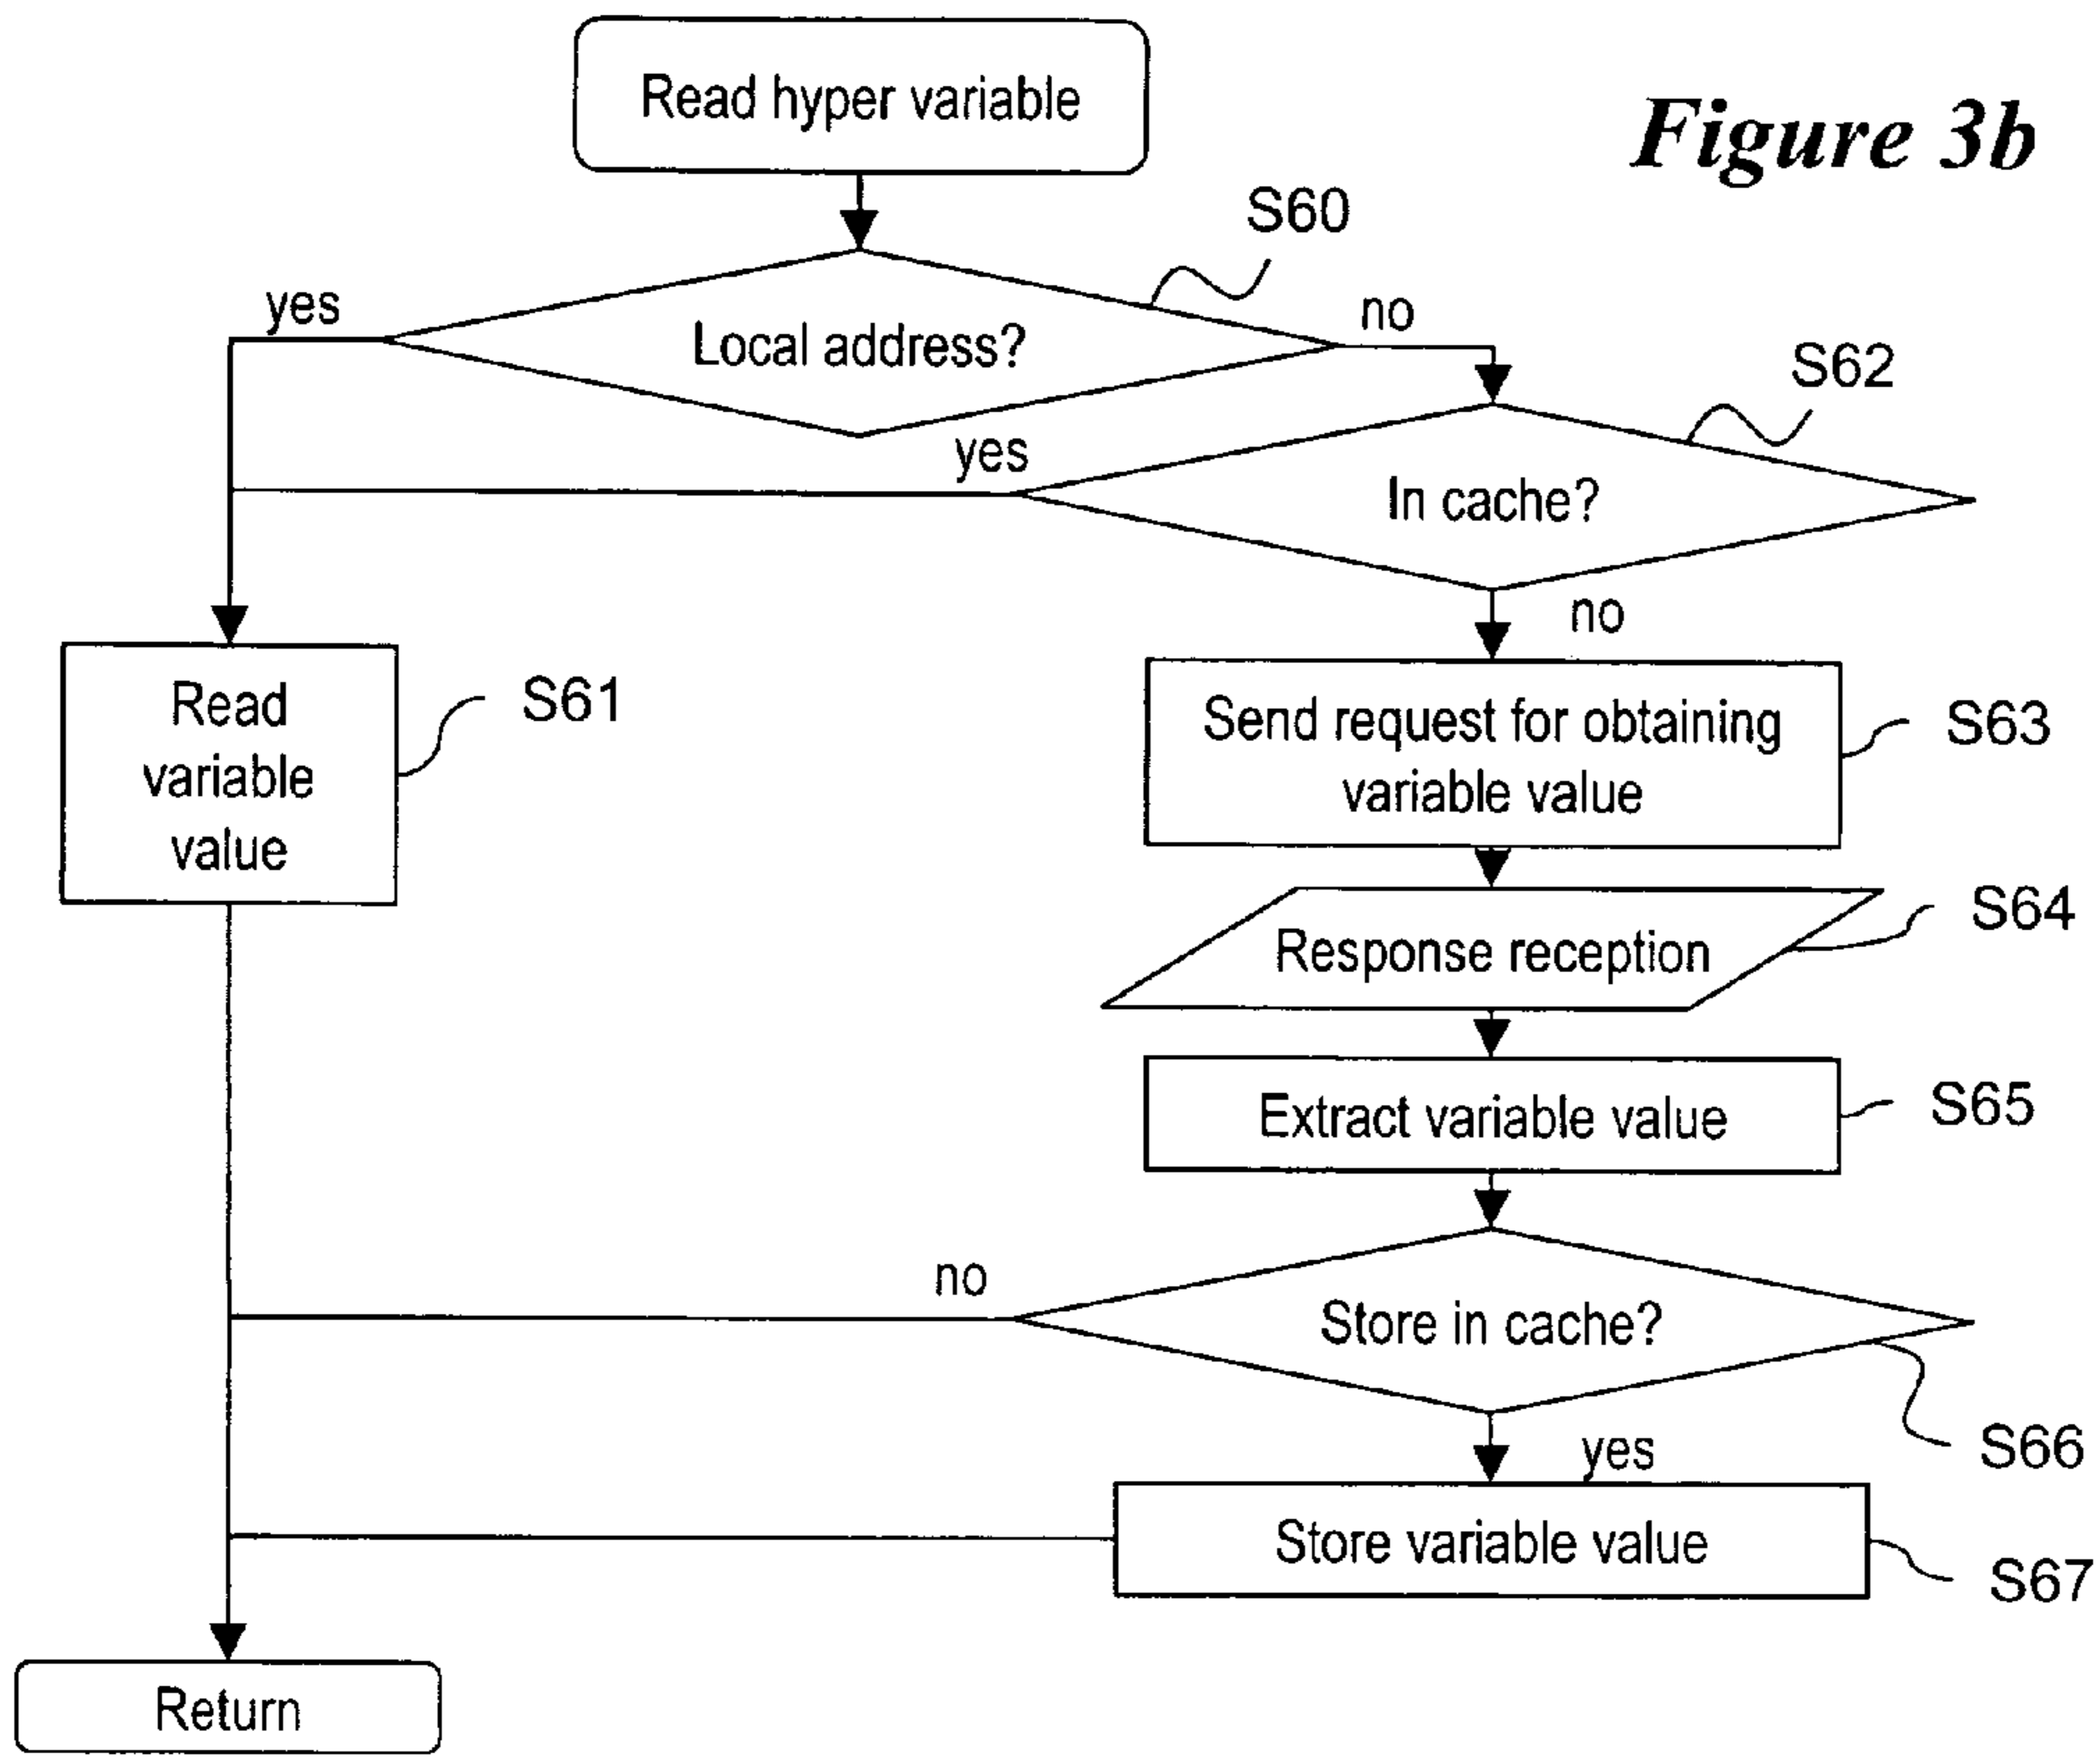 Read hyper variable
Figure 3b
S60
yes
Local address?
no
S62
yes
In cache?
no
Read
variable
value
S61
Send request for obtaining
variable value
S63
Response reception
S64
Extract variable value
S65
no
Store in cache?
S66
yes
Store variable value
S67
Return